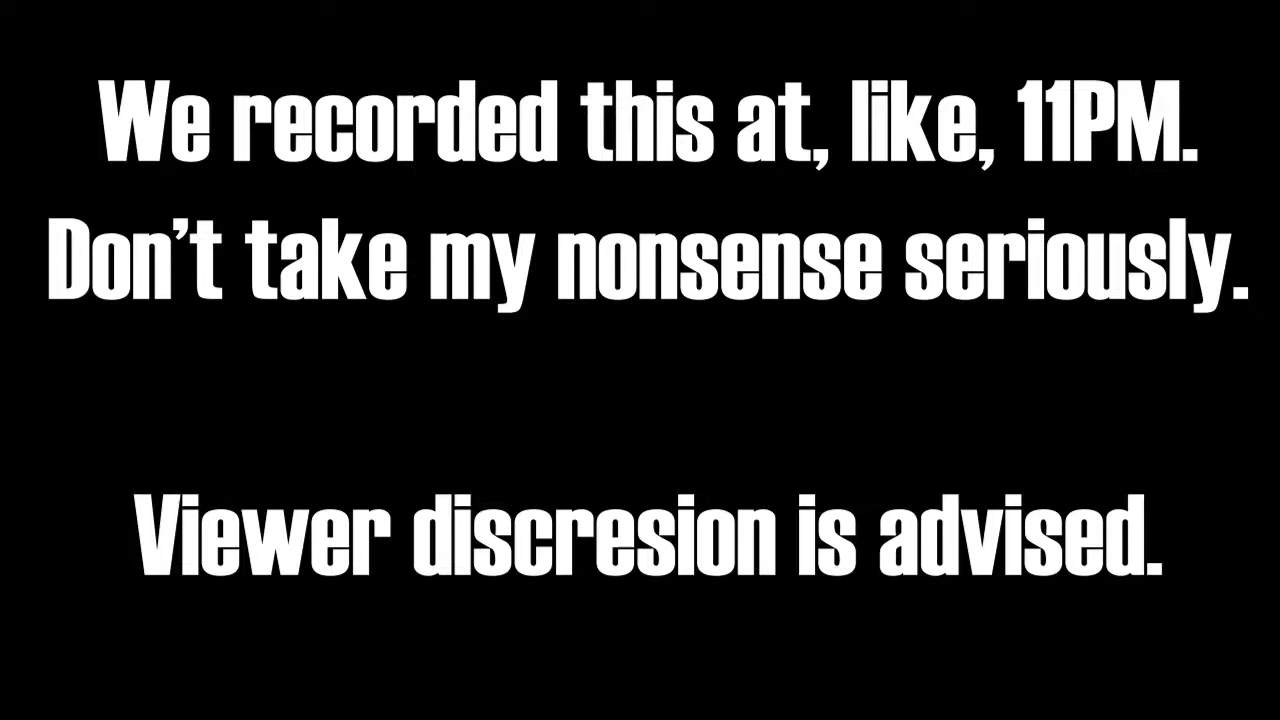 We recorded this at, like, 11PM.
Don't take my nonsense seriously.
Viewer discresion is advised.